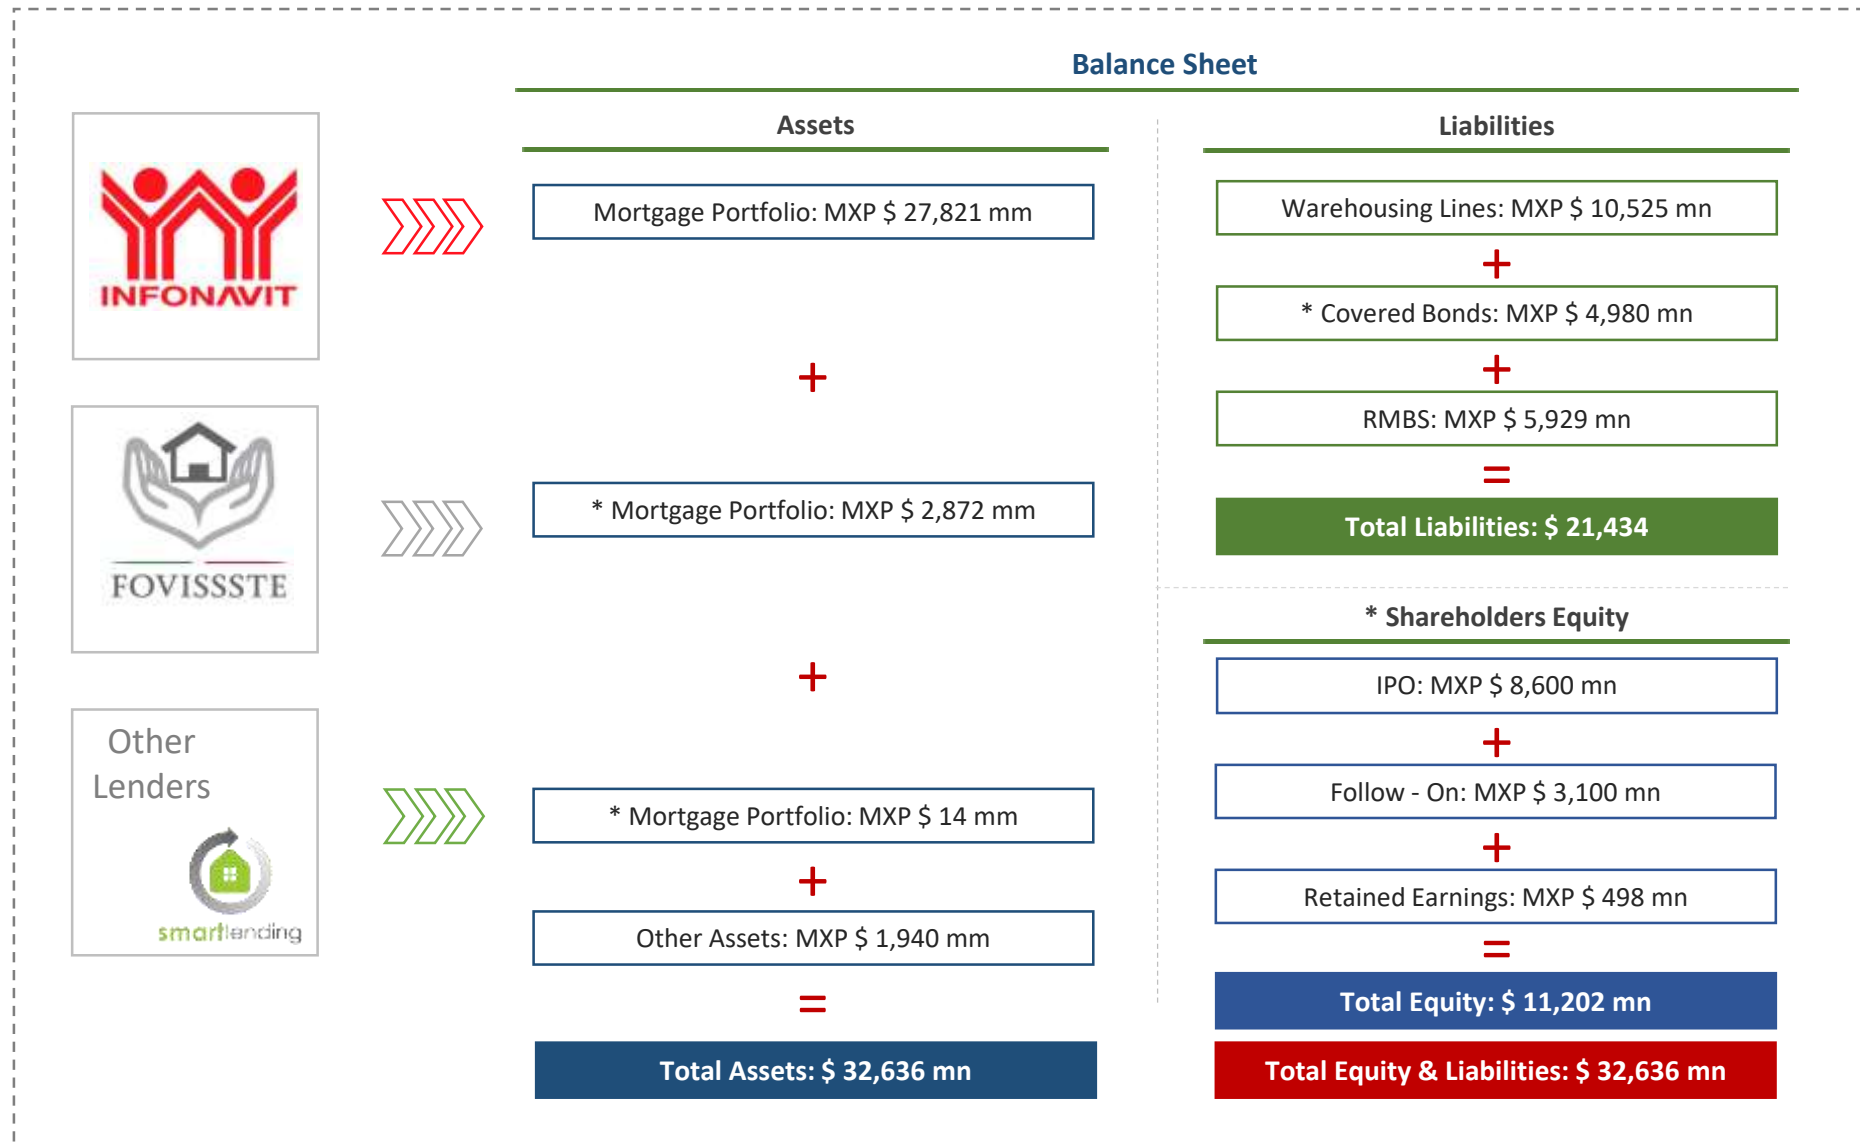 Balance Sheet
Assets
Liabilities
INFONAVIT
Mortgage Portfolio: MXP $ 27,821 mm
+
FOVISSSTE
* Mortgage Portfolio: MXP $ 2,872 mm
+
Other
Lenders
smartlending
* Mortgage Portfolio: MXP $ 14 mm
+
Other Assets: MXP $ 1,940 mm
=
Total Assets: $ 32,636 mn
Warehousing Lines: MXP $ 10,525 mn
+
* Covered Bonds: MXP $ 4,980 mn
+
RMBS: MXP $ 5,929 mn
=
Total Liabilities: $ 21,434
* Shareholders Equity
IPO: MXP $ 8,600 mn
+
Follow - On: MXP $ 3,100 mn
+
Retained Earnings: MXP $ 498 mn
=
Total Equity: $ 11,202 mn
Total Equity & Liabilities: $ 32,636 mn